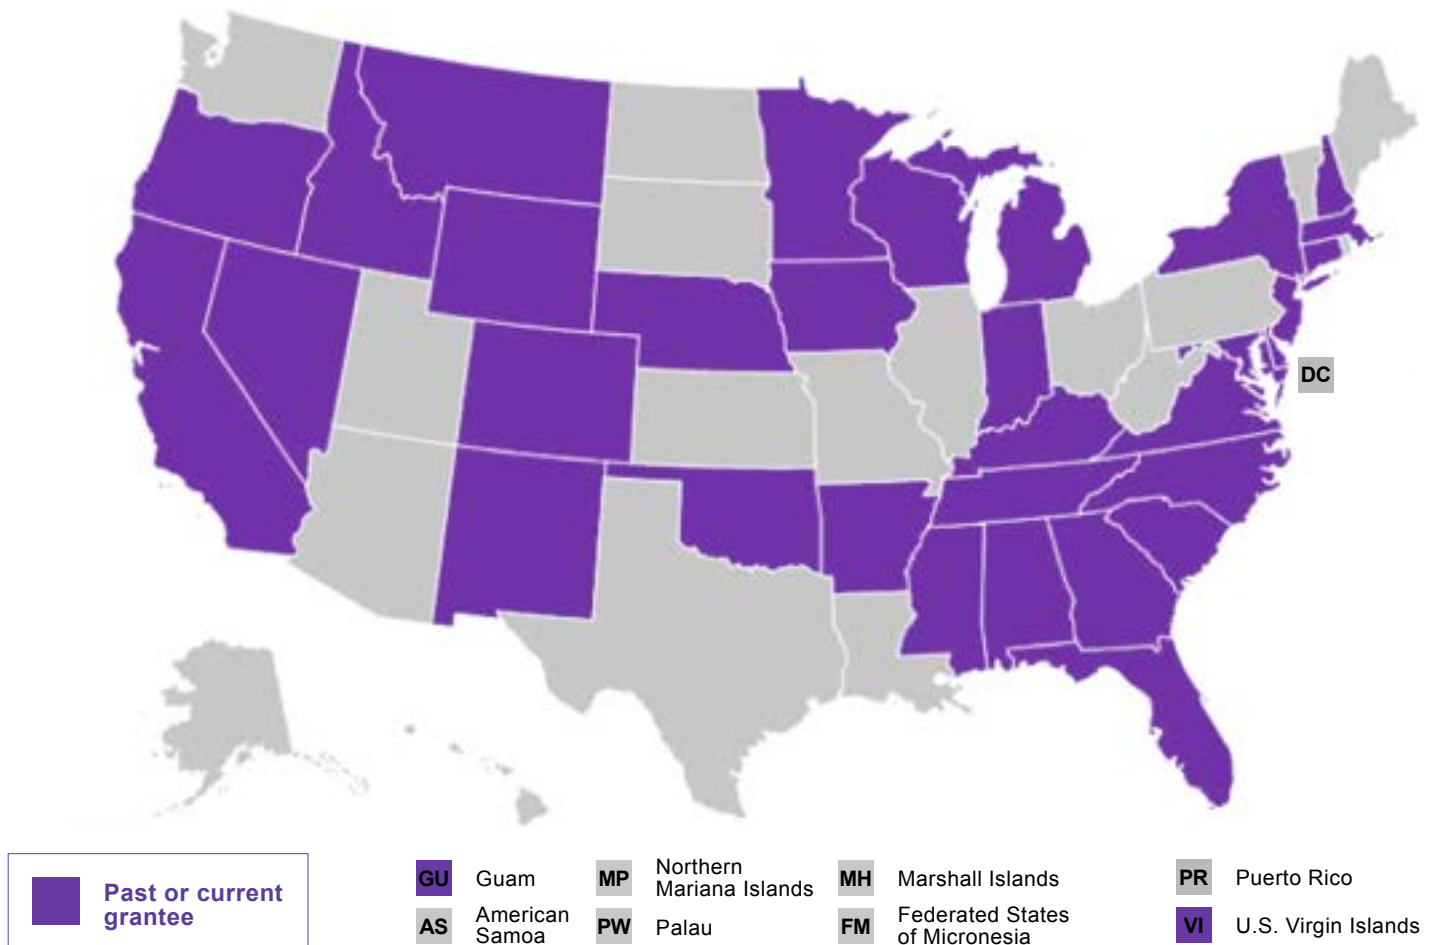 DC
Past or current
grantee
GU Guam
AS American
Samoa
MP Northern
Mariana Islands
PW Palau
MH Marshall Islands
FM Federated States
of Micronesia
PR Puerto Rico
VI U.S. Virgin Islands